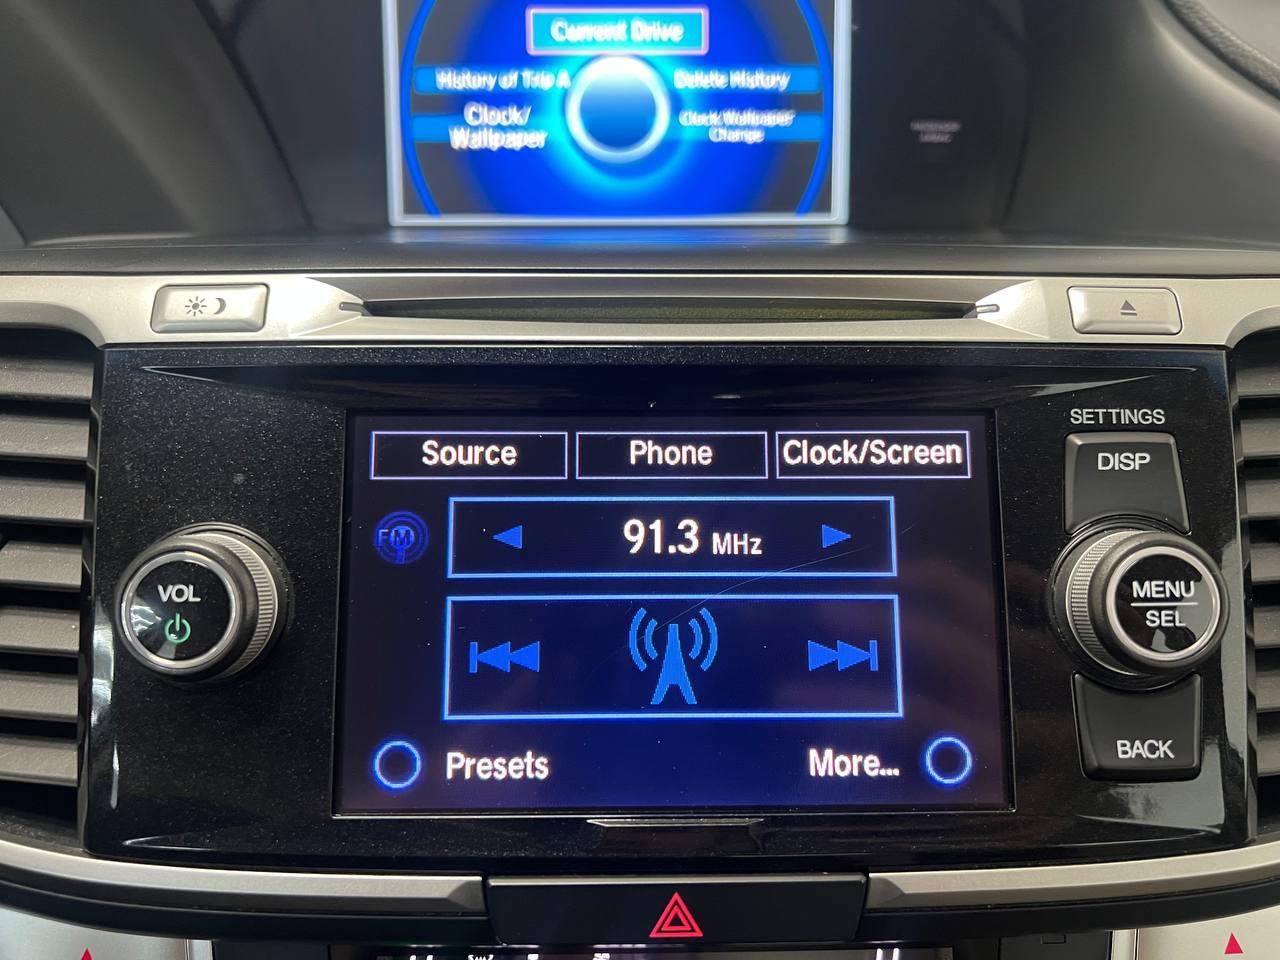 Current Drive
History of Trip A
Delete History
Clock/
Wallpaper
Clock/Wallpaper
Change
SETTINGS
DISP
Source
Phone
Clock/Screen
FM
91.3 MHz
VOL
MENU
SEL
Presets
More...
BACK